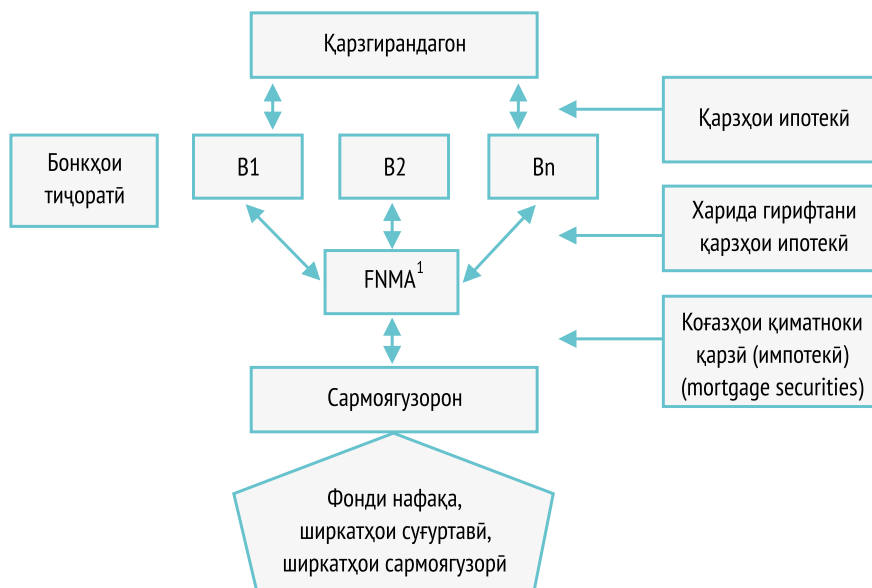 Қарзгирандагон
Қарзҳои ипотекӣ
Бонкҳои
тиҷоратӣ
B1
B2
Bn
Харида гирифтани
қарзҳои ипотекӣ
FNMA¹
Коғазҳои қиматноки
қарзӣ (импотекӣ)
(mortgage securities)
Сармоягузорон
Фонди нафақа,
ширкатҳои суғуртавӣ,
ширкатҳои сармоягузорӣ